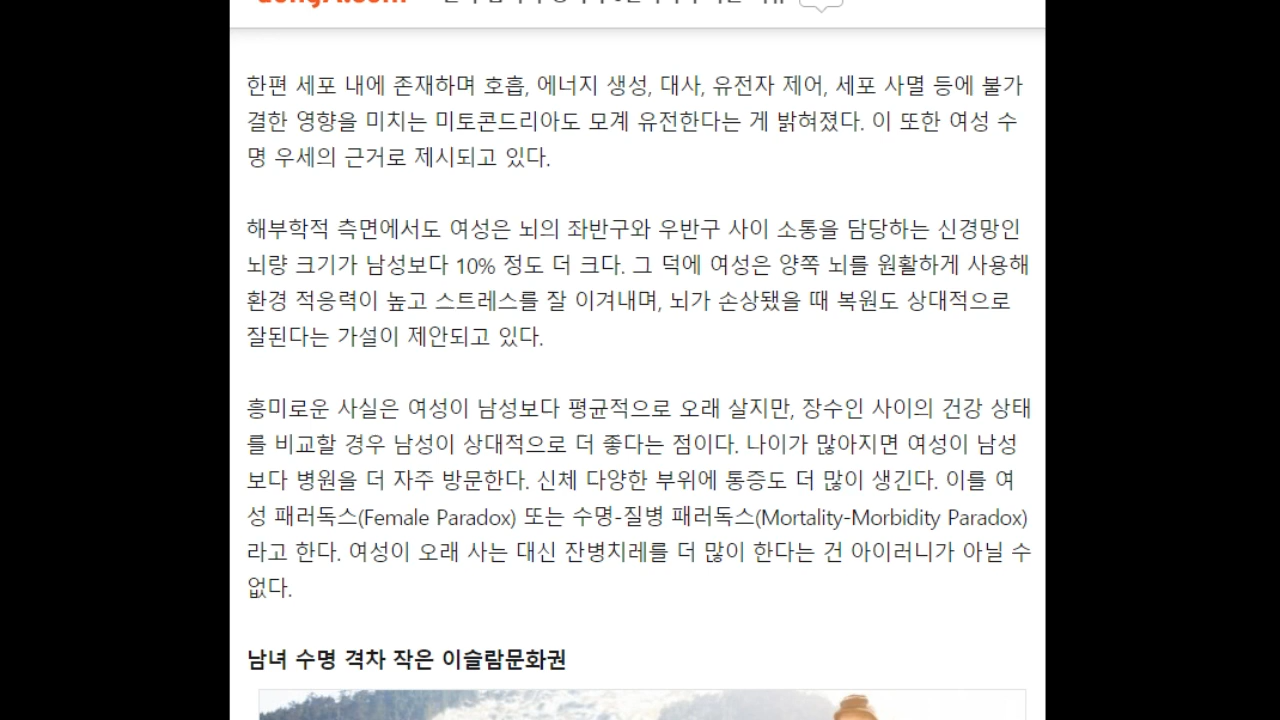 한편 세포 내에 존재하며 호흡, 에너지 생성, 대사, 유전자 제어, 세포 사멸 등에 불가
결한 영향을 미치는 미토콘드리아도 모계 유전한다는 게 밝혀졌다. 이 또한 여성 수
명 우세의 근거로 제시되고 있다.
해부학적 측면에서도 여성은 뇌의 좌반구와 우반구 사이 소통을 담당하는 신경망인
뇌량 크기가 남성보다 10% 정도 더 크다. 그 덕에 여성은 양쪽 뇌를 원활하게 사용해
환경 적응력이 높고 스트레스를 잘 이겨내며, 뇌가 손상됐을 때 복원도 상대적으로
잘된다는 가설이 제안되고 있다.
흥미로운 사실은 여성이 남성보다 평균적으로 오래 살지만, 장수인 사이의 건강 상태
를 비교할 경우 남성이 상대적으로 더 좋다는 점이다. 나이가 많아지면 여성이 남성
보다 병원을 더 자주 방문한다. 신체 다양한 부위에 통증도 더 많이 생긴다. 이를 여
성 패러독스(Female Paradox) 또는 수명-질병 패러독스(Mortality-Morbidity Paradox)
라고 한다. 여성이 오래 사는 대신 잔병치레를 더 많이 한다는 건 아이러니가 아닐 수
없다.
남녀 수명 격차 작은 이슬람문화권